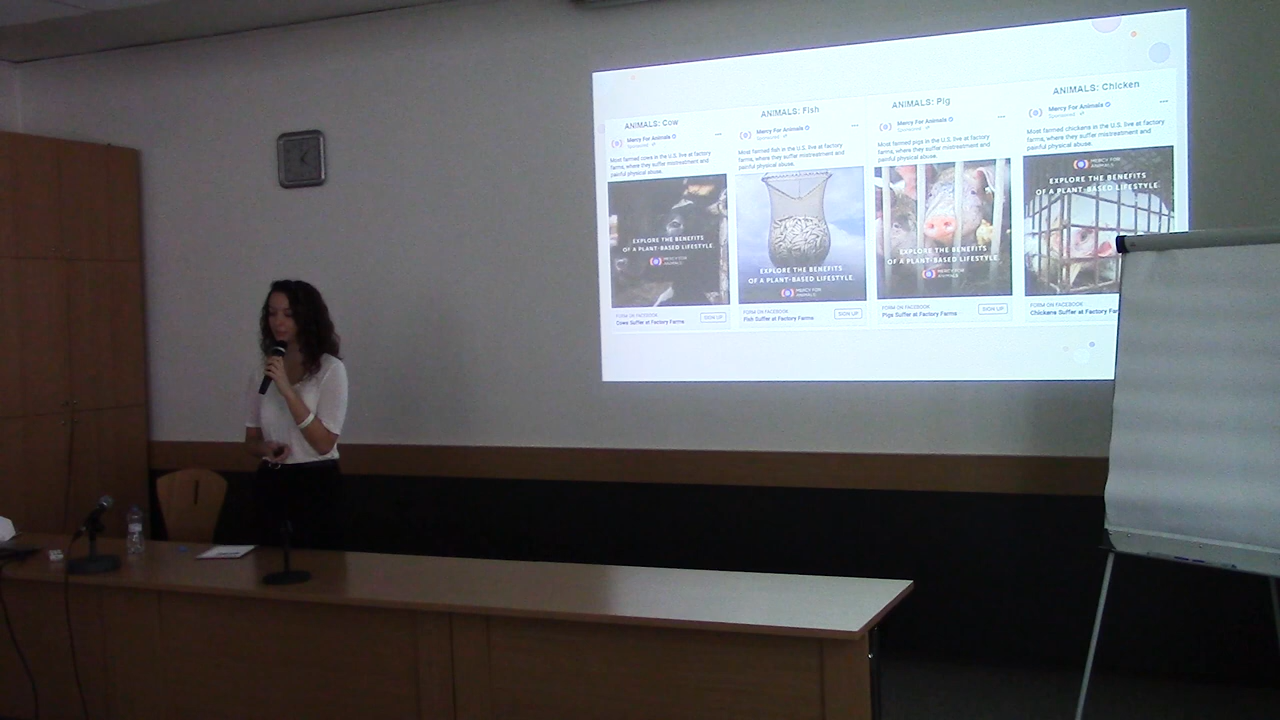 ANIMALS: Cow
Mercy For Animals
Sponsored
Most farmed cows in the U.S. live at factory
farms, where they suffer mistreatment and
painful physical abuse.
EXPLORE THE BENEFITS
OF A PLANT-BASED LIFESTYLE.
MERCY FOR
ANIMALS
FORM ON FACEBOOK
Cows Suffer at Factory Farms
SIGN UP
ANIMALS: Fish
Mercy For Animals
Sponsored
Most farmed fish in the U.S. live at factory
farms, where they suffer mistreatment and
painful physical abuse.
EXPLORE THE BENEFITS
OF A PLANT-BASED LIFESTYLE.
MERCY FOR
ANIMALS
FORM ON FACEBOOK
Fish Suffer at Factory Farms
SIGN UP
ANIMALS: Pig
Mercy For Animals
Sponsored
Most farmed pigs in the U.S. live at factory
farms, where they suffer mistreatment and
painful physical abuse.
EXPLORE THE BENEFITS
OF A PLANT-BASED LIFESTYLE.
MERCY FOR
ANIMALS
FORM ON FACEBOOK
Pigs Suffer at Factory Farms
SIGN UP
ANIMALS: Chicken
Mercy For Animals
Sponsored
Most farmed chickens in the U.S. live at factory
farms, where they suffer mistreatment and
painful physical abuse.
MERCY FOR
ANIMALS
EXPLORE THE BENEFITS
OF A PLANT-BASED LIFESTYLE.
FORM ON FACEBOOK
Chickens Suffer at Factory Far